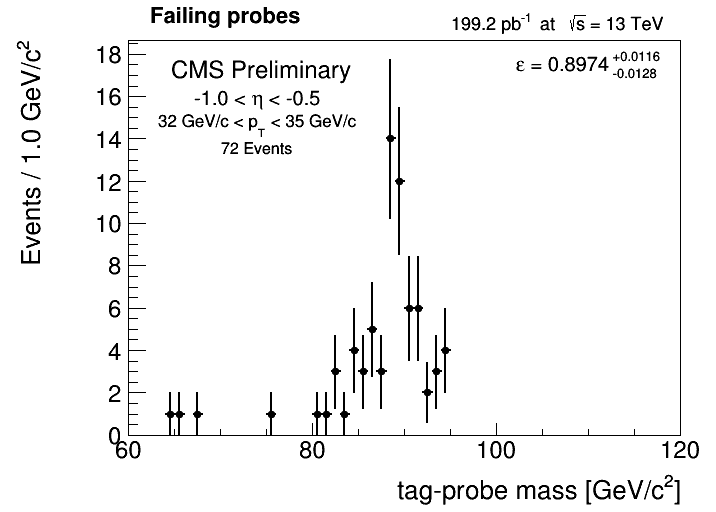 Failing probes
199.2 pb-1 at √s = 13 TeV
CMS Preliminary
-1.0 < η < -0.5
32 GeV/c < pT < 35 GeV/c
72 Events
ε = 0.8974 +0.0116 -0.0128
Events / 1.0 GeV/c2
18
16
14
12
10
8
6
4
2
0
60 80 100 120
tag-probe mass [GeV/c2]